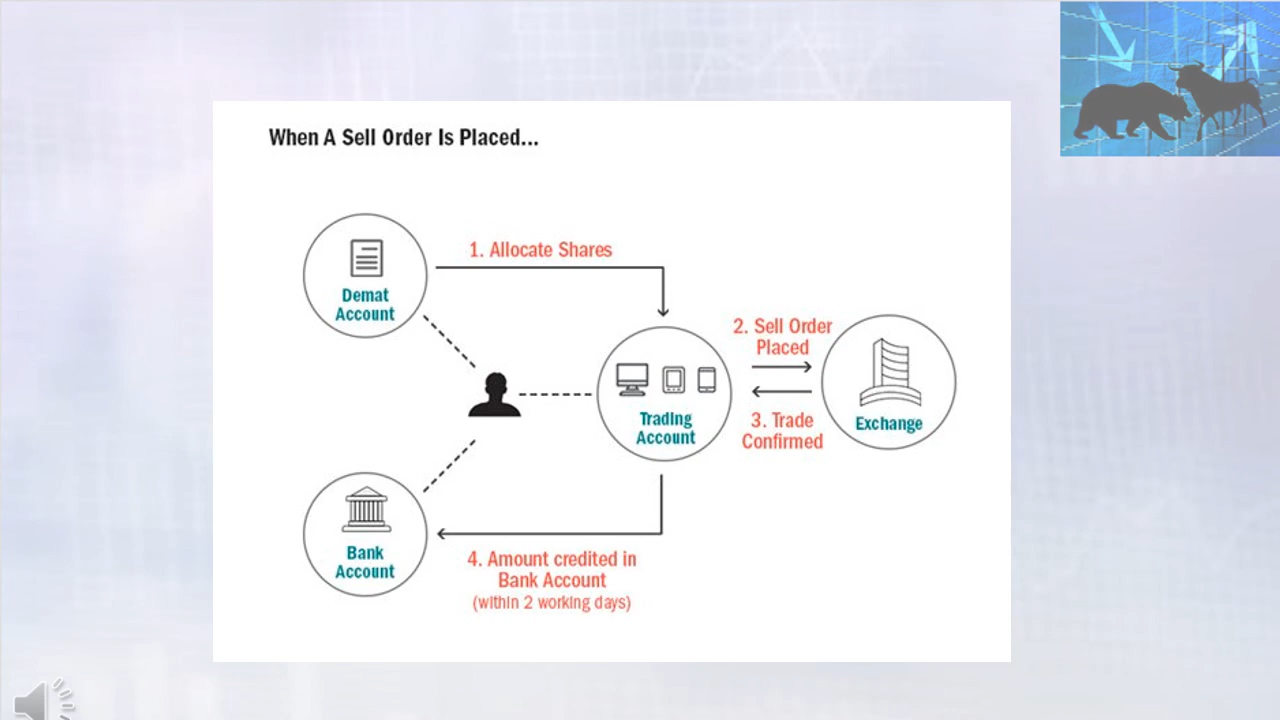 When A Sell Order Is Placed...
1. Allocate Shares
Demat
Account
2. Sell Order
Placed
Trading
Account
3. Trade
Confirmed
Exchange
Bank
Account
4. Amount credited in
Bank Account
(within 2 working days)